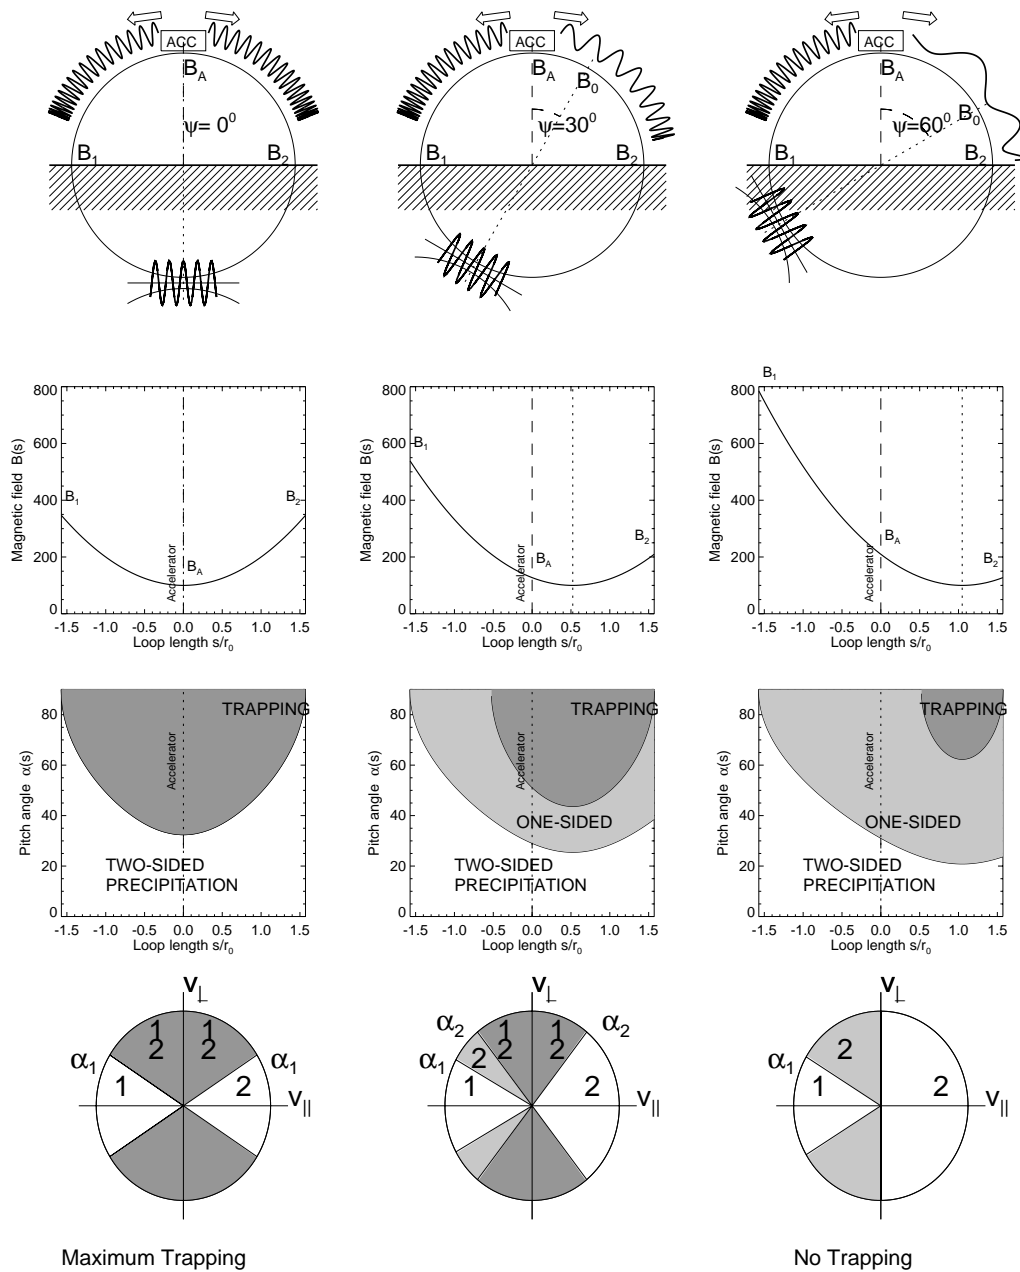 ACC
B_A
ψ= 0^0
B_1
B_2
ACC
B_A
B_0
ψ=30^0
B_1
B_2
ACC
B_A
B_0
ψ=60^0
B_1
B_2
Magnetic field B(s)
800
600
400
200
0
B_1
B_2
B_A
Accelerator
-1.5 -1.0 -0.5 0.0 0.5 1.0 1.5
Loop length s/r_0
Magnetic field B(s)
800
600
400
200
0
B_1
B_2
B_A
Accelerator
-1.5 -1.0 -0.5 0.0 0.5 1.0 1.5
Loop length s/r_0
B_1
Magnetic field B(s)
800
600
400
200
0
B_A
B_2
Accelerator
-1.5 -1.0 -0.5 0.0 0.5 1.0 1.5
Loop length s/r_0
Pitch angle α(s)
80
60
40
20
0
TRAPPING
Accelerator
TWO-SIDED
PRECIPITATION
-1.5 -1.0 -0.5 0.0 0.5 1.0 1.5
Loop length s/r_0
Pitch angle α(s)
80
60
40
20
0
TRAPPING
Accelerator
ONE-SIDED
TWO-SIDED
PRECIPITATION
-1.5 -1.0 -0.5 0.0 0.5 1.0 1.5
Loop length s/r_0
Pitch angle α(s)
80
60
40
20
0
TRAPPING
Accelerator
ONE-SIDED
TWO-SIDED
PRECIPITATION
-1.5 -1.0 -0.5 0.0 0.5 1.0 1.5
Loop length s/r_0
v_⊥
1 1
2 2
α_1 α_1
1 2
v_||
v_⊥
α_2 1 1 α_2
2 2 2
α_1
1 2
v_||
v_⊥
2
α_1
1 2
v_||
Maximum Trapping
No Trapping